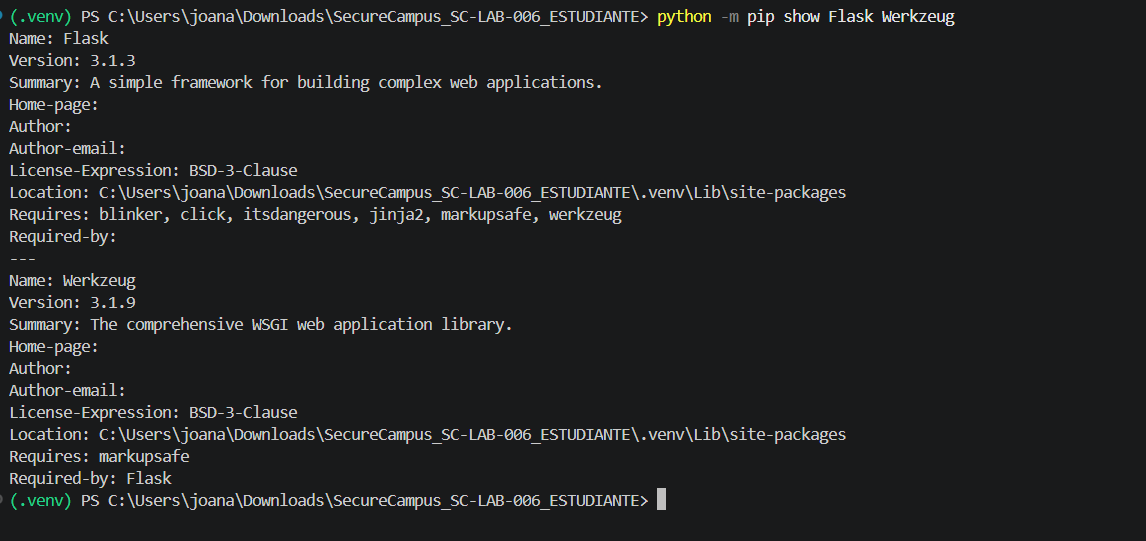 (.venv) PS C:\Users\joana\Downloads\SecureCampus_SC-LAB-006_ESTUDIANTE> python -m pip show Flask Werkzeug
Name: Flask
Version: 3.1.3
Summary: A simple framework for building complex web applications.
Home-page:
Author:
Author-email:
License-Expression: BSD-3-Clause
Location: C:\Users\joana\Downloads\SecureCampus_SC-LAB-006_ESTUDIANTE\.venv\Lib\site-packages
Requires: blinker, click, itsdangerous, jinja2, markupsafe, werkzeug
Required-by:
---
Name: Werkzeug
Version: 3.1.9
Summary: The comprehensive WSGI web application library.
Home-page:
Author:
Author-email:
License-Expression: BSD-3-Clause
Location: C:\Users\joana\Downloads\SecureCampus_SC-LAB-006_ESTUDIANTE\.venv\Lib\site-packages
Requires: markupsafe
Required-by: Flask
(.venv) PS C:\Users\joana\Downloads\SecureCampus_SC-LAB-006_ESTUDIANTE>